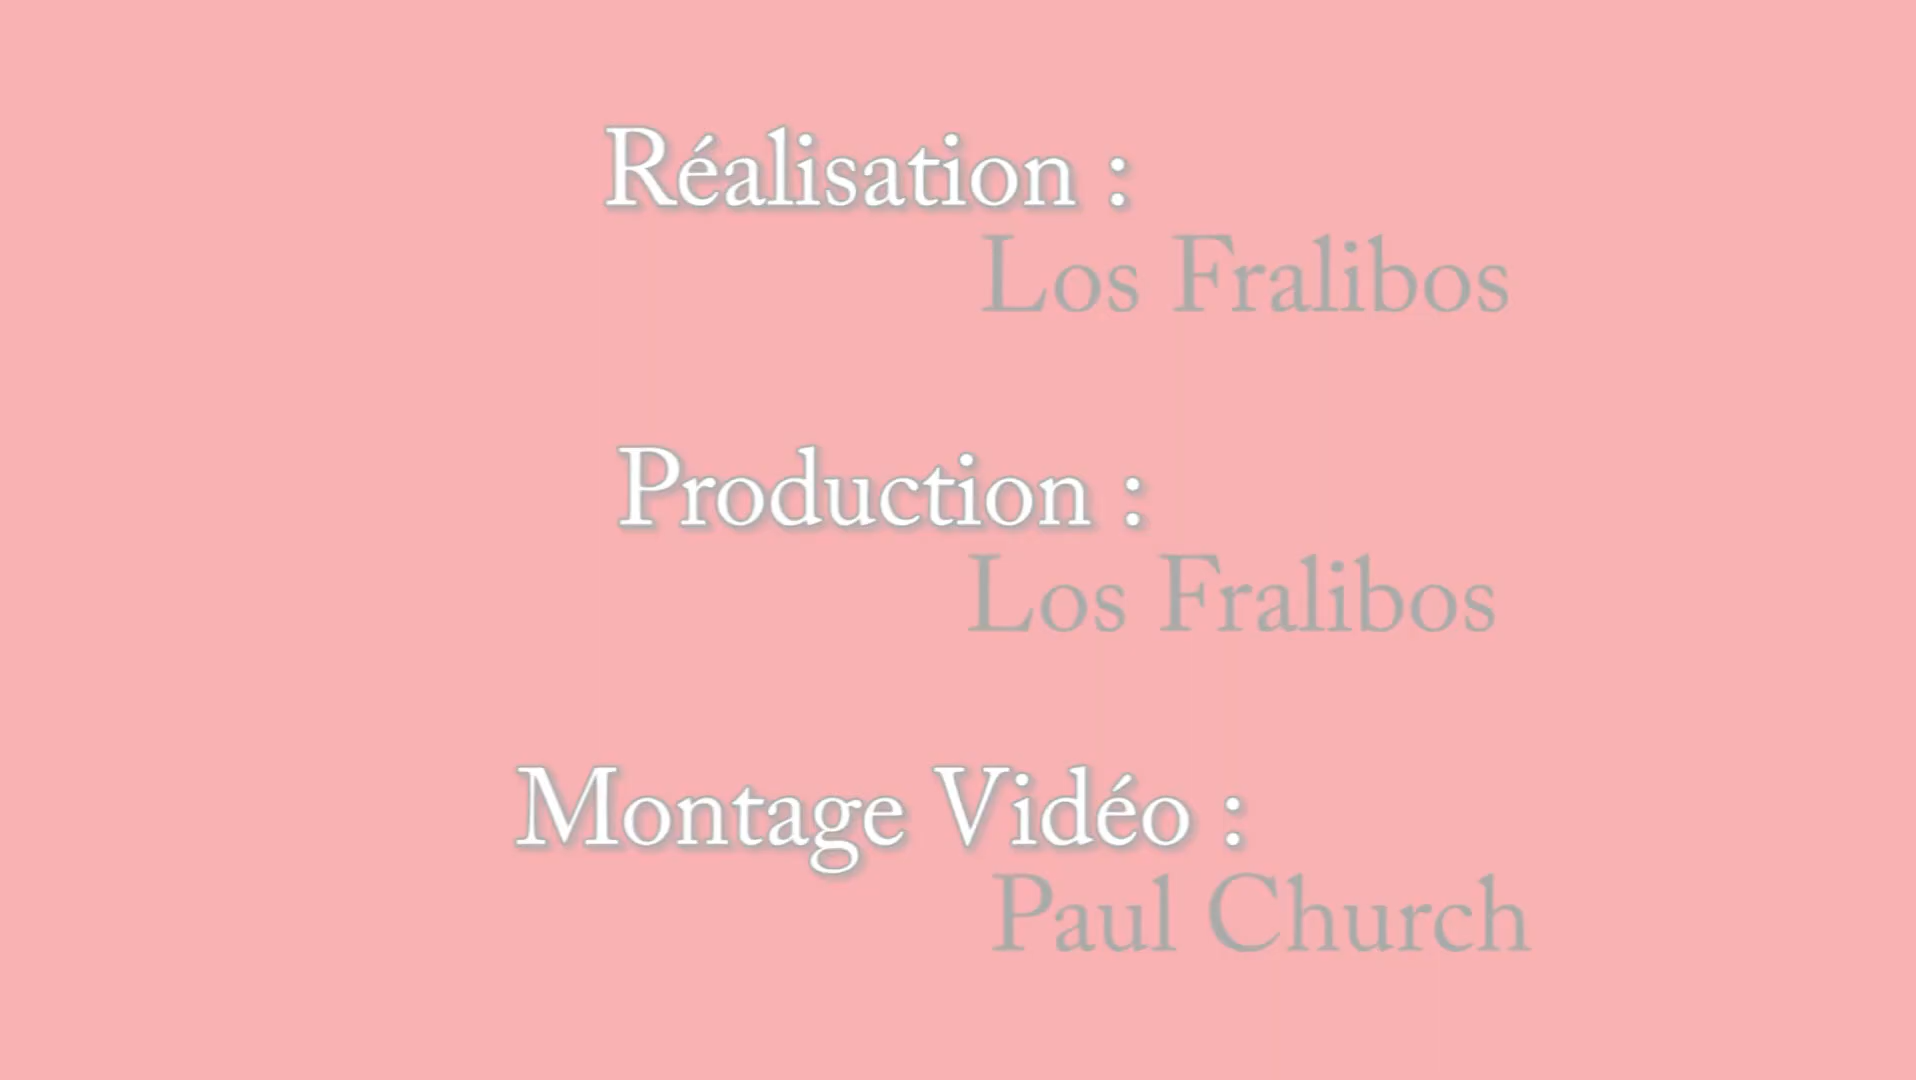 Réalisation :
Los Fralibos
Production :
Los Fralibos
Montage Vidéo :
Paul Church